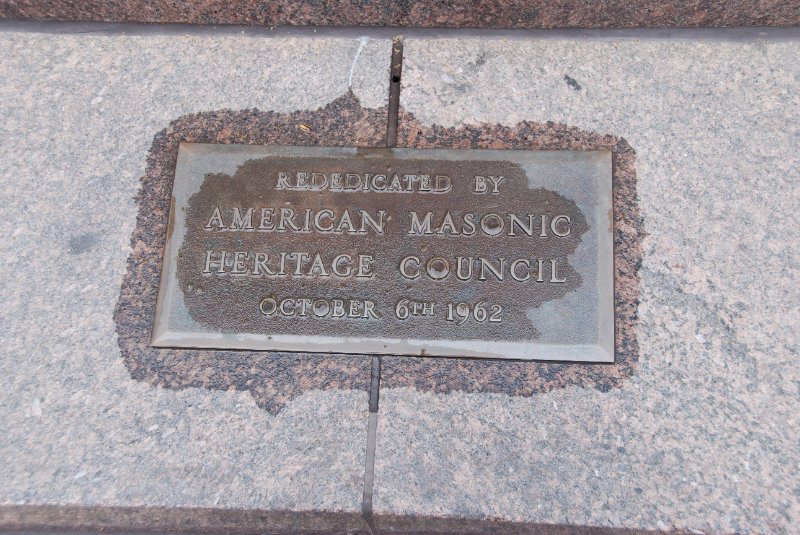 REDEDICATED BY
AMERICAN MASONIC
HERITAGE COUNCIL
OCTOBER 6TH 1962